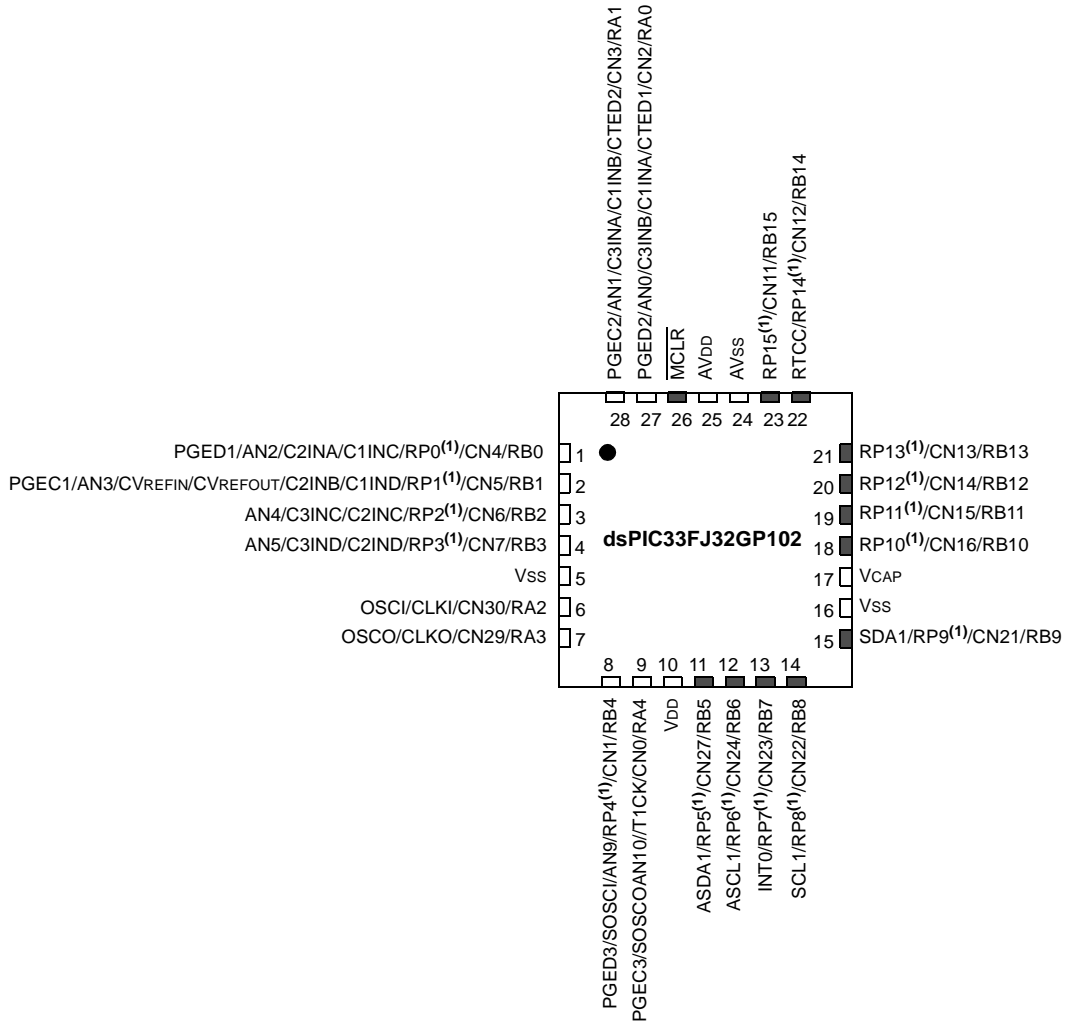 PGEC2/AN1/C3INA/C1INB/CTED2/CN3/RA1
PGED2/AN0/C3INB/C1INA/CTED1/CN2/RA0
MCLR
AVDD
AVSS
RP15(1)/CN11/RB15
RTCC/RP14(1)/CN12/RB14
28 27 26 25 24 23 22
PGED1/AN2/C2INA/C1INC/RP0(1)/CN4/RB0 1
PGEC1/AN3/CVREFIN/CVREFOUT/C2INB/C1IND/RP1(1)/CN5/RB1 2
AN4/C3INC/C2INC/RP2(1)/CN6/RB2 3
AN5/C3IND/C2IND/RP3(1)/CN7/RB3 4
VSS 5
OSCI/CLKI/CN30/RA2 6
OSCO/CLKO/CN29/RA3 7
dsPIC33FJ32GP102
21 RP13(1)/CN13/RB13
20 RP12(1)/CN14/RB12
19 RP11(1)/CN15/RB11
18 RP10(1)/CN16/RB10
17 VCAP
16 VSS
15 SDA1/RP9(1)/CN21/RB9
8 9 10 11 12 13 14
PGED3/SOSCI/AN9/RP4(1)/CN1/RB4
PGEC3/SOSCOAN10//T1CK/CN0/RA4
VDD
ASDA1/RP5(1)/CN27/RB5
ASCL1/RP6(1)/CN24/RB6
INT0/RP7(1)/CN23/RB7
SCL1/RP8(1)/CN22/RB8